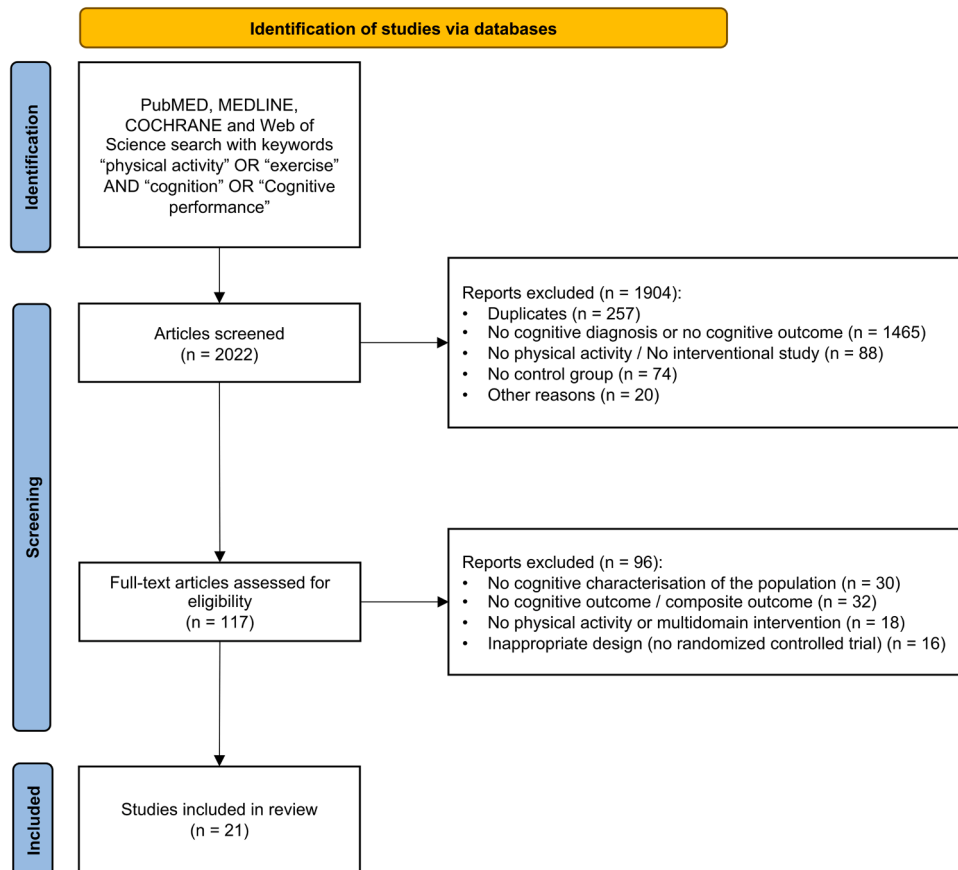 Identification of studies via databases
Identification
PubMED, MEDLINE,
COCHRANE and Web of
Science search with keywords
“physical activity” OR “exercise”
AND “cognition” OR “Cognitive
performance”
Screening
Articles screened
(n = 2022)
Reports excluded (n = 1904):
• Duplicates (n = 257)
• No cognitive diagnosis or no cognitive outcome (n = 1465)
• No physical activity / No interventional study (n = 88)
• No control group (n = 74)
• Other reasons (n = 20)
Full-text articles assessed for
eligibility
(n = 117)
Reports excluded (n = 96):
• No cognitive characterisation of the population (n = 30)
• No cognitive outcome / composite outcome (n = 32)
• No physical activity or multidomain intervention (n = 18)
• Inappropriate design (no randomized controlled trial) (n = 16)
Included
Studies included in review
(n = 21)